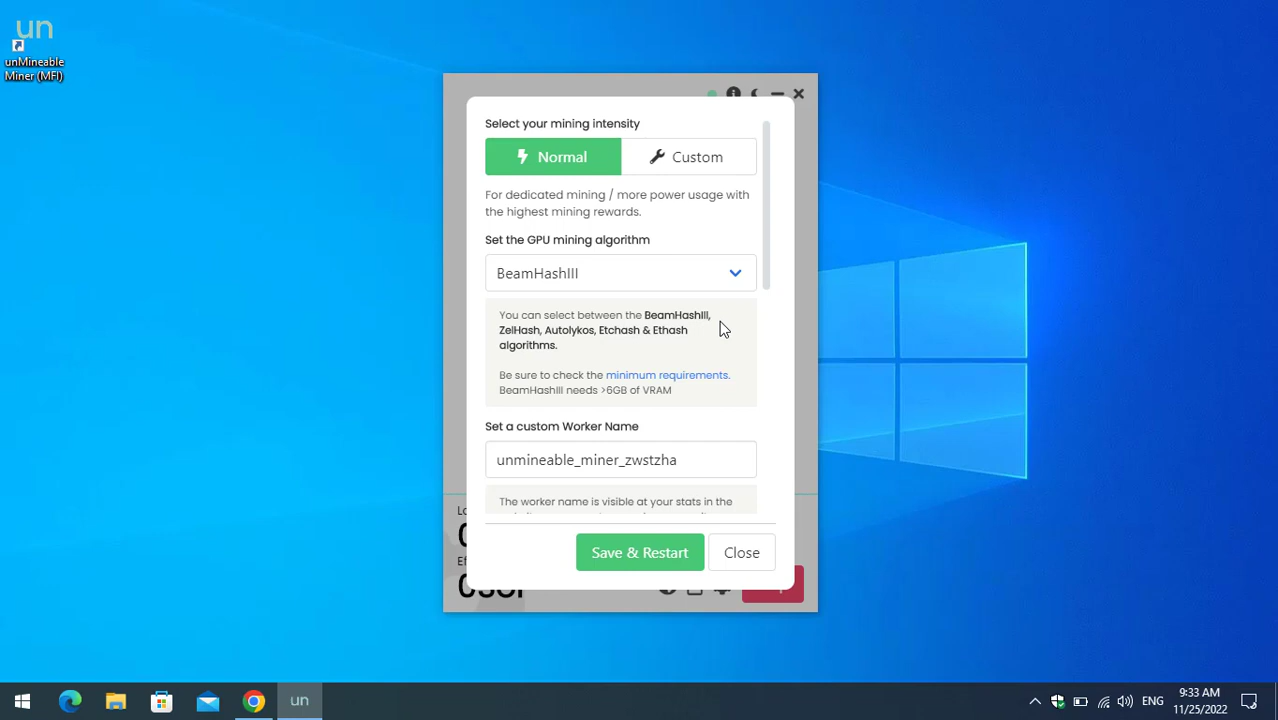 un
unMineable
Miner (MFI)
Select your mining intensity
Normal
Custom
For dedicated mining / more power usage with
the highest mining rewards.
Set the GPU mining algorithm
BeamHashIII
You can select between the BeamHashIII,
ZelHash, Autolykos, Etchash & Ethash
algorithms.
Be sure to check the minimum requirements.
BeamHashIII needs >6GB of VRAM
Set a custom Worker Name
unmineable_miner_zwstzha
The worker name is visible at your stats in the
Save & Restart
Close
un
ENG
9:33 AM
11/25/2022